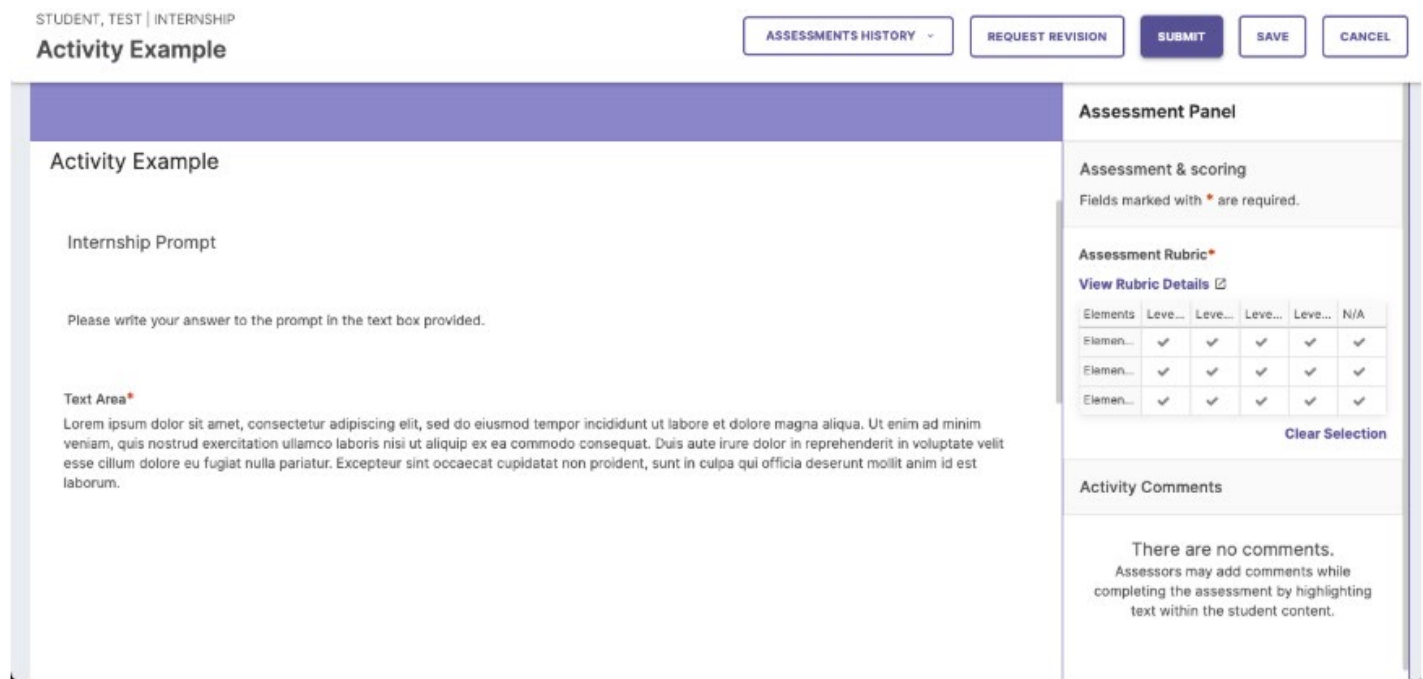 STUDENT, TEST | INTERNSHIP
Activity Example
ASSESSMENTS HISTORY
REQUEST REVISION
SUBMIT
SAVE
CANCEL
Activity Example
Internship Prompt
Please write your answer to the prompt in the text box provided.
Text Area*
Lorem ipsum dolor sit amet, consectetur adipiscing elit, sed do eiusmod tempor incididunt ut labore et dolore magna aliqua. Ut enim ad minim
veniam, quis nostrud exercitation ullamco laboris nisi ut aliquip ex ea commodo consequat. Duis aute irure dolor in reprehenderit in voluptate velit
esse cillum dolore eu fugiat nulla pariatur. Excepteur sint occaecat cupidatat non proident, sunt in culpa qui officia deserunt mollit anim id est
laborum.
Assessment Panel
Assessment & scoring
Fields marked with * are required.
Assessment Rubric*
View Rubric Details
Elements Leve... Leve... Leve... Leve... N/A
Elemen...
Elemen...
Elemen...
Clear Selection
Activity Comments
There are no comments.
Assessors may add comments while
completing the assessment by highlighting
text within the student content.